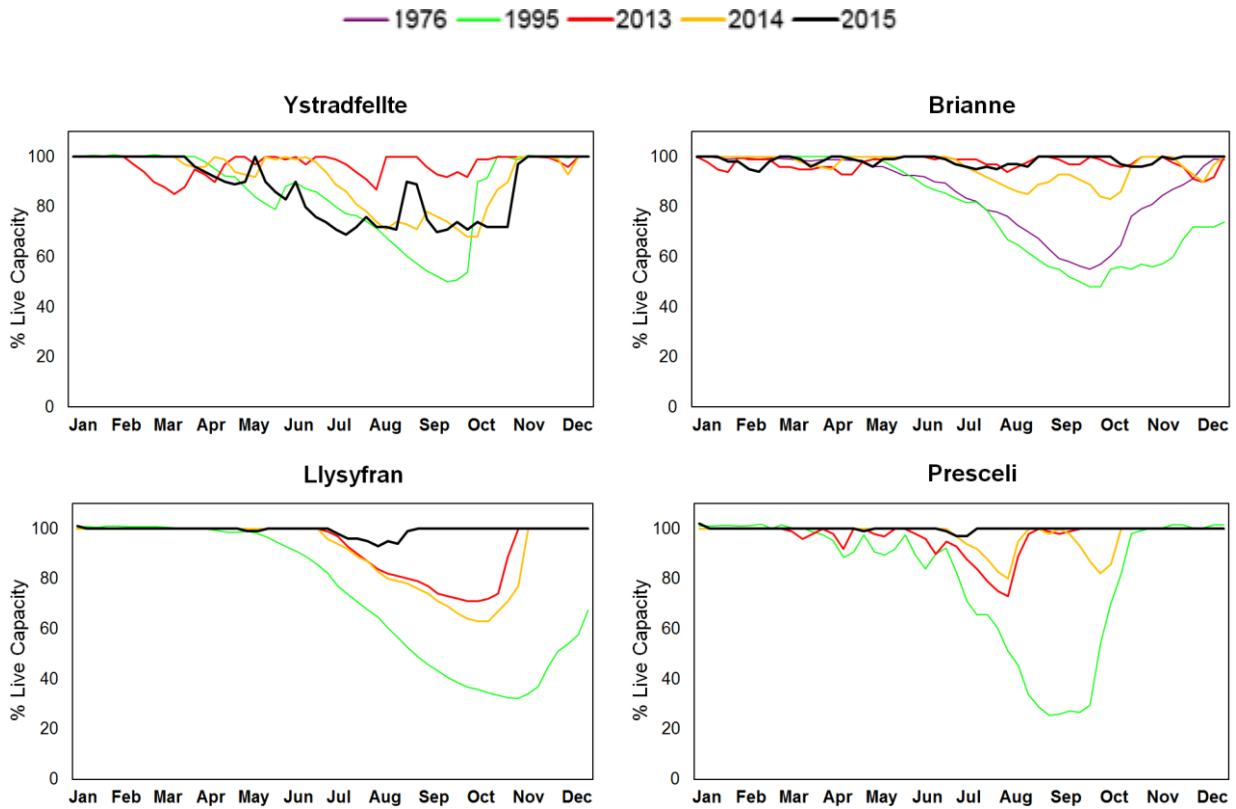 1976 1995 2013 2014 2015
Ystradfellte
% Live Capacity
100
80
60
40
20
0
Jan Feb Mar Apr May Jun Jul Aug Sep Oct Nov Dec
Brianne
% Live Capacity
100
80
60
40
20
0
Jan Feb Mar Apr May Jun Jul Aug Sep Oct Nov Dec
Llysyfran
% Live Capacity
100
80
60
40
20
0
Jan Feb Mar Apr May Jun Jul Aug Sep Oct Nov Dec
Presceli
% Live Capacity
100
80
60
40
20
0
Jan Feb Mar Apr May Jun Jul Aug Sep Oct Nov Dec